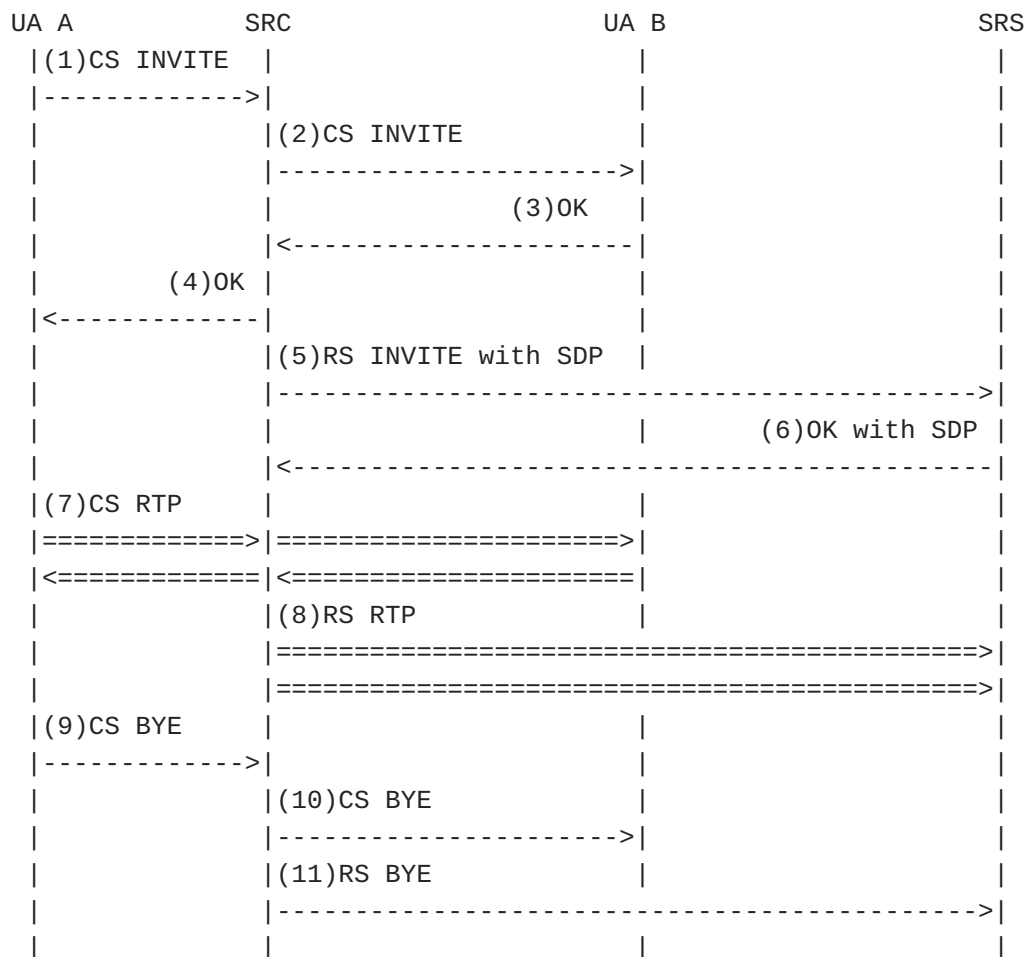 UA A           SRC                    UA B                     SRS
 |(1)CS INVITE  |                       |                      |
 |------------->|                       |                      |
 |              |(2)CS INVITE           |                      |
 |              |---------------------->|                      |
 |              |               (3)OK   |                      |
 |              |<----------------------|                      |
 |        (4)OK |                       |                      |
 |<-------------|                       |                      |
 |              |(5)RS INVITE with SDP  |                      |
 |              |--------------------------------------------->|
 |              |                       |       (6)OK with SDP |
 |              |<---------------------------------------------|
 |(7)CS RTP     |                       |                      |
 |=============>|======================>|                      |
 |<=============|<======================|                      |
 |              |(8)RS RTP              |                      |
 |              |=============================================>|
 |              |=============================================>|
 |(9)CS BYE     |                       |                      |
 |------------->|                       |                      |
 |              |(10)CS BYE             |                      |
 |              |---------------------->|                      |
 |              |(11)RS BYE             |                      |
 |              |--------------------------------------------->|
 |              |                       |                      |